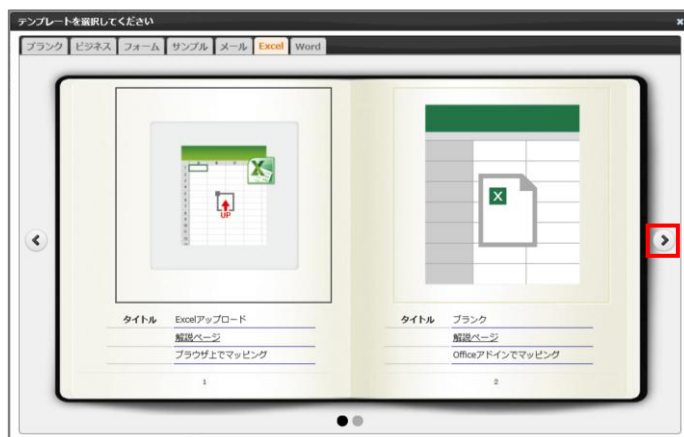 テンプレートを選択してください
ブランク ビジネス フォーム サンプル メール Excel Word
UP
タイトル Excelアップロード
解説ページ
ブラウザ上でマッピング
1
タイトル ブランク
解説ページ
Officeアドインでマッピング
2